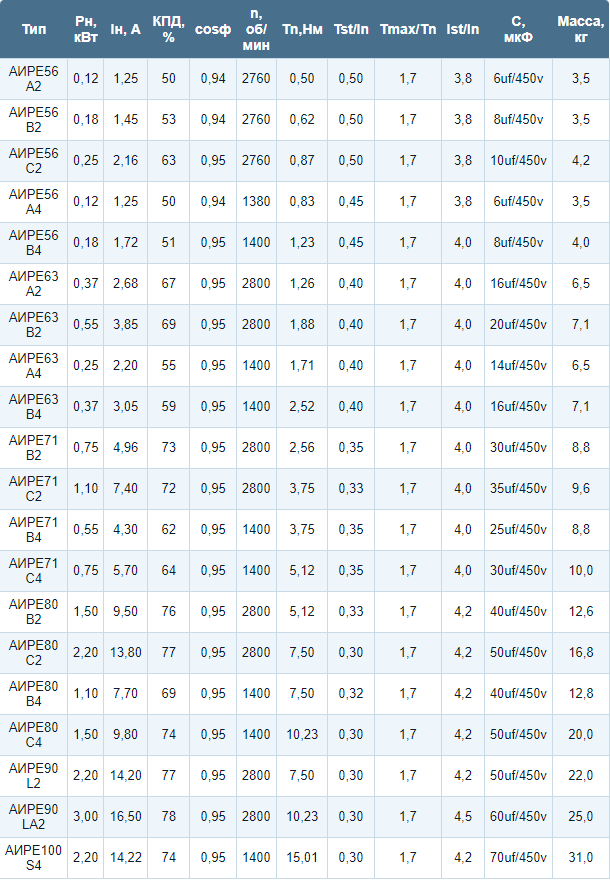 Тип Рн, кВт Iн, А КПД, % cosф n, об/мин Tn,Нм Tst/In Tmax/Tn Ist/In С, мкФ Масса, кг
АИРЕ56 А2 0,12 1,25 50 0,94 2760 0,50 0,50 1,7 3,8 6uf/450v 3,5
АИРЕ56 В2 0,18 1,45 53 0,94 2760 0,62 0,50 1,7 3,8 8uf/450v 3,5
АИРЕ56 С2 0,25 2,16 63 0,95 2760 0,87 0,50 1,7 3,8 10uf/450v 4,2
АИРЕ56 А4 0,12 1,25 50 0,94 1380 0,83 0,45 1,7 3,8 6uf/450v 3,5
АИРЕ56 В4 0,18 1,72 51 0,95 1400 1,23 0,45 1,7 4,0 8uf/450v 4,0
АИРЕ63 А2 0,37 2,68 67 0,95 2800 1,26 0,40 1,7 4,0 16uf/450v 6,5
АИРЕ63 В2 0,55 3,85 69 0,95 2800 1,88 0,40 1,7 4,0 20uf/450v 7,1
АИРЕ63 А4 0,25 2,20 55 0,95 1400 1,71 0,40 1,7 4,0 14uf/450v 6,5
АИРЕ63 В4 0,37 3,05 59 0,95 1400 2,52 0,40 1,7 4,0 16uf/450v 7,1
АИРЕ71 В2 0,75 4,96 73 0,95 2800 2,56 0,35 1,7 4,0 30uf/450v 8,8
АИРЕ71 С2 1,10 7,40 72 0,95 2800 3,75 0,33 1,7 4,0 35uf/450v 9,6
АИРЕ71 В4 0,55 4,30 62 0,95 1400 3,75 0,35 1,7 4,0 25uf/450v 8,8
АИРЕ71 С4 0,75 5,70 64 0,95 1400 5,12 0,35 1,7 4,0 30uf/450v 10,0
АИРЕ80 В2 1,50 9,50 76 0,95 2800 5,12 0,33 1,7 4,2 40uf/450v 12,6
АИРЕ80 С2 2,20 13,80 77 0,95 2800 7,50 0,30 1,7 4,2 50uf/450v 16,8
АИРЕ80 В4 1,10 7,70 69 0,95 1400 7,50 0,32 1,7 4,2 40uf/450v 12,8
АИРЕ80 С4 1,50 9,80 74 0,95 1400 10,23 0,30 1,7 4,2 50uf/450v 20,0
АИРЕ90 L2 2,20 14,20 77 0,95 2800 7,50 0,30 1,7 4,2 50uf/450v 22,0
АИРЕ90 LA2 3,00 16,50 78 0,95 2800 10,23 0,30 1,7 4,5 60uf/450v 25,0
АИРЕ100 S4 2,20 14,22 74 0,95 1400 15,01 0,30 1,7 4,2 70uf/450v 31,0